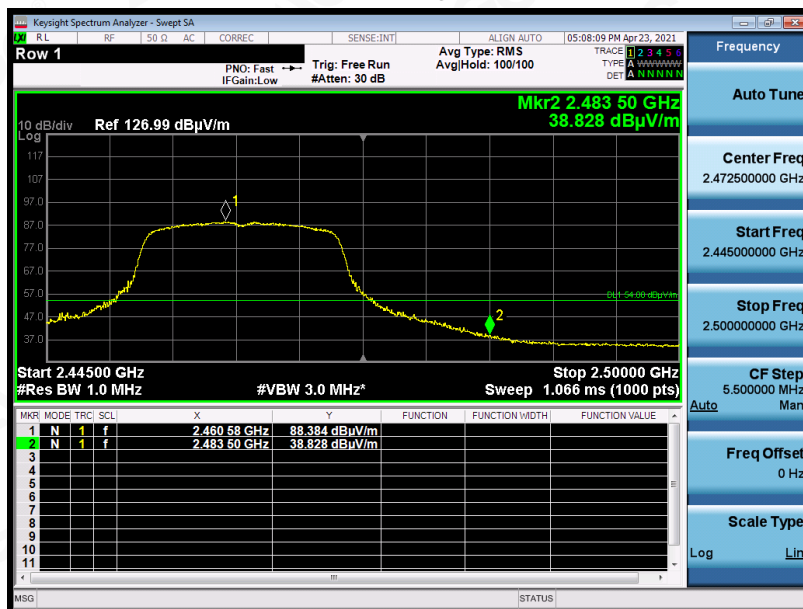 Keysight Spectrum Analyzer - Swept SA
LXI RL RF 50 Ω AC CORREC SENSE:INT ALIGN AUTO 05:08:09 PM Apr 23, 2021
Row 1
PNO: Fast
IFGain:Low
Trig: Free Run
#Atten: 30 dB
Avg Type: RMS
Avg|Hold: 100/100
TRACE 1 2 3 4 5 6
TYPE A WWWWW
DET A N N N N N
Mkr2 2.483 50 GHz
38.828 dBµV/m
10 dB/div Ref 126.99 dBµV/m
Log
117
107
97.0
87.0
77.0
67.0
57.0
47.0
37.0
1
2
DL1 54.00 dBµV/m
Start 2.44500 GHz Stop 2.50000 GHz
#Res BW 1.0 MHz #VBW 3.0 MHz* Sweep 1.066 ms (1000 pts)
MKR MODE TRC SCL X Y FUNCTION FUNCTION WIDTH FUNCTION VALUE
1 N 1 f 2.460 58 GHz 88.384 dBµV/m
2 N 1 f 2.483 50 GHz 38.828 dBµV/m
3
4
5
6
7
8
9
10
11
MSG STATUS
Frequency
Auto Tune
Center Freq
2.472500000 GHz
Start Freq
2.445000000 GHz
Stop Freq
2.500000000 GHz
CF Step
5.500000 MHz
Auto Man
Freq Offset
0 Hz
Scale Type
Log Lin